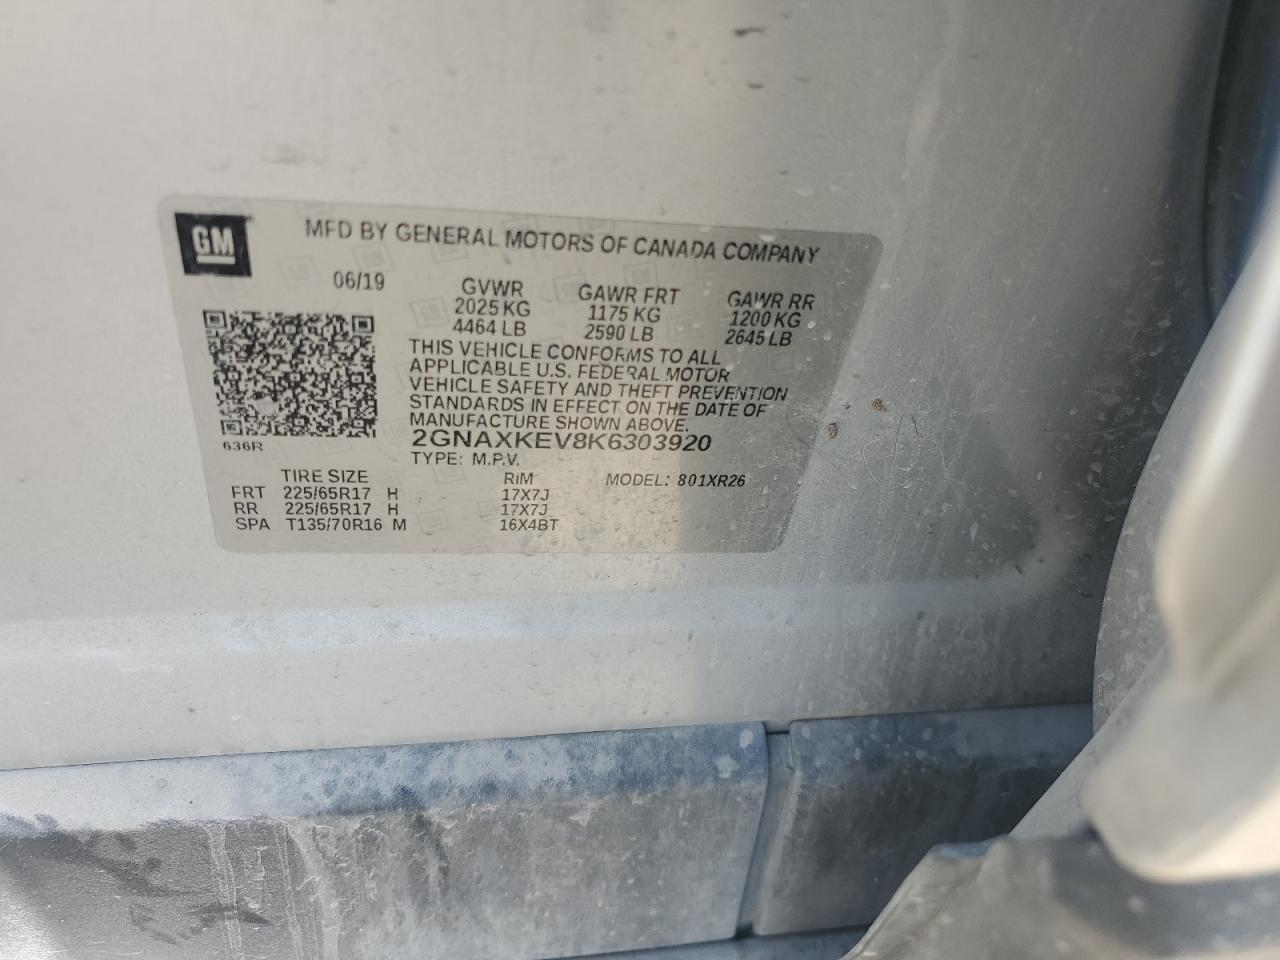 GM
MFD BY GENERAL MOTORS OF CANADA COMPANY
06/19 GVWR GAWR FRT GAWR RR
2025 KG 1175 KG 1200 KG
4464 LB 2590 LB 2645 LB
THIS VEHICLE CONFORMS TO ALL
APPLICABLE U.S. FEDERAL MOTOR
VEHICLE SAFETY AND THEFT PREVENTION
STANDARDS IN EFFECT ON THE DATE OF
MANUFACTURE SHOWN ABOVE.
636R
2GNAXKEV8K6303920
TYPE: M.P.V.
TIRE SIZE RIM MODEL: 801XR26
FRT 225/65R17 H 17X7J
RR 225/65R17 H 17X7J
SPA T135/70R16 M 16X4BT